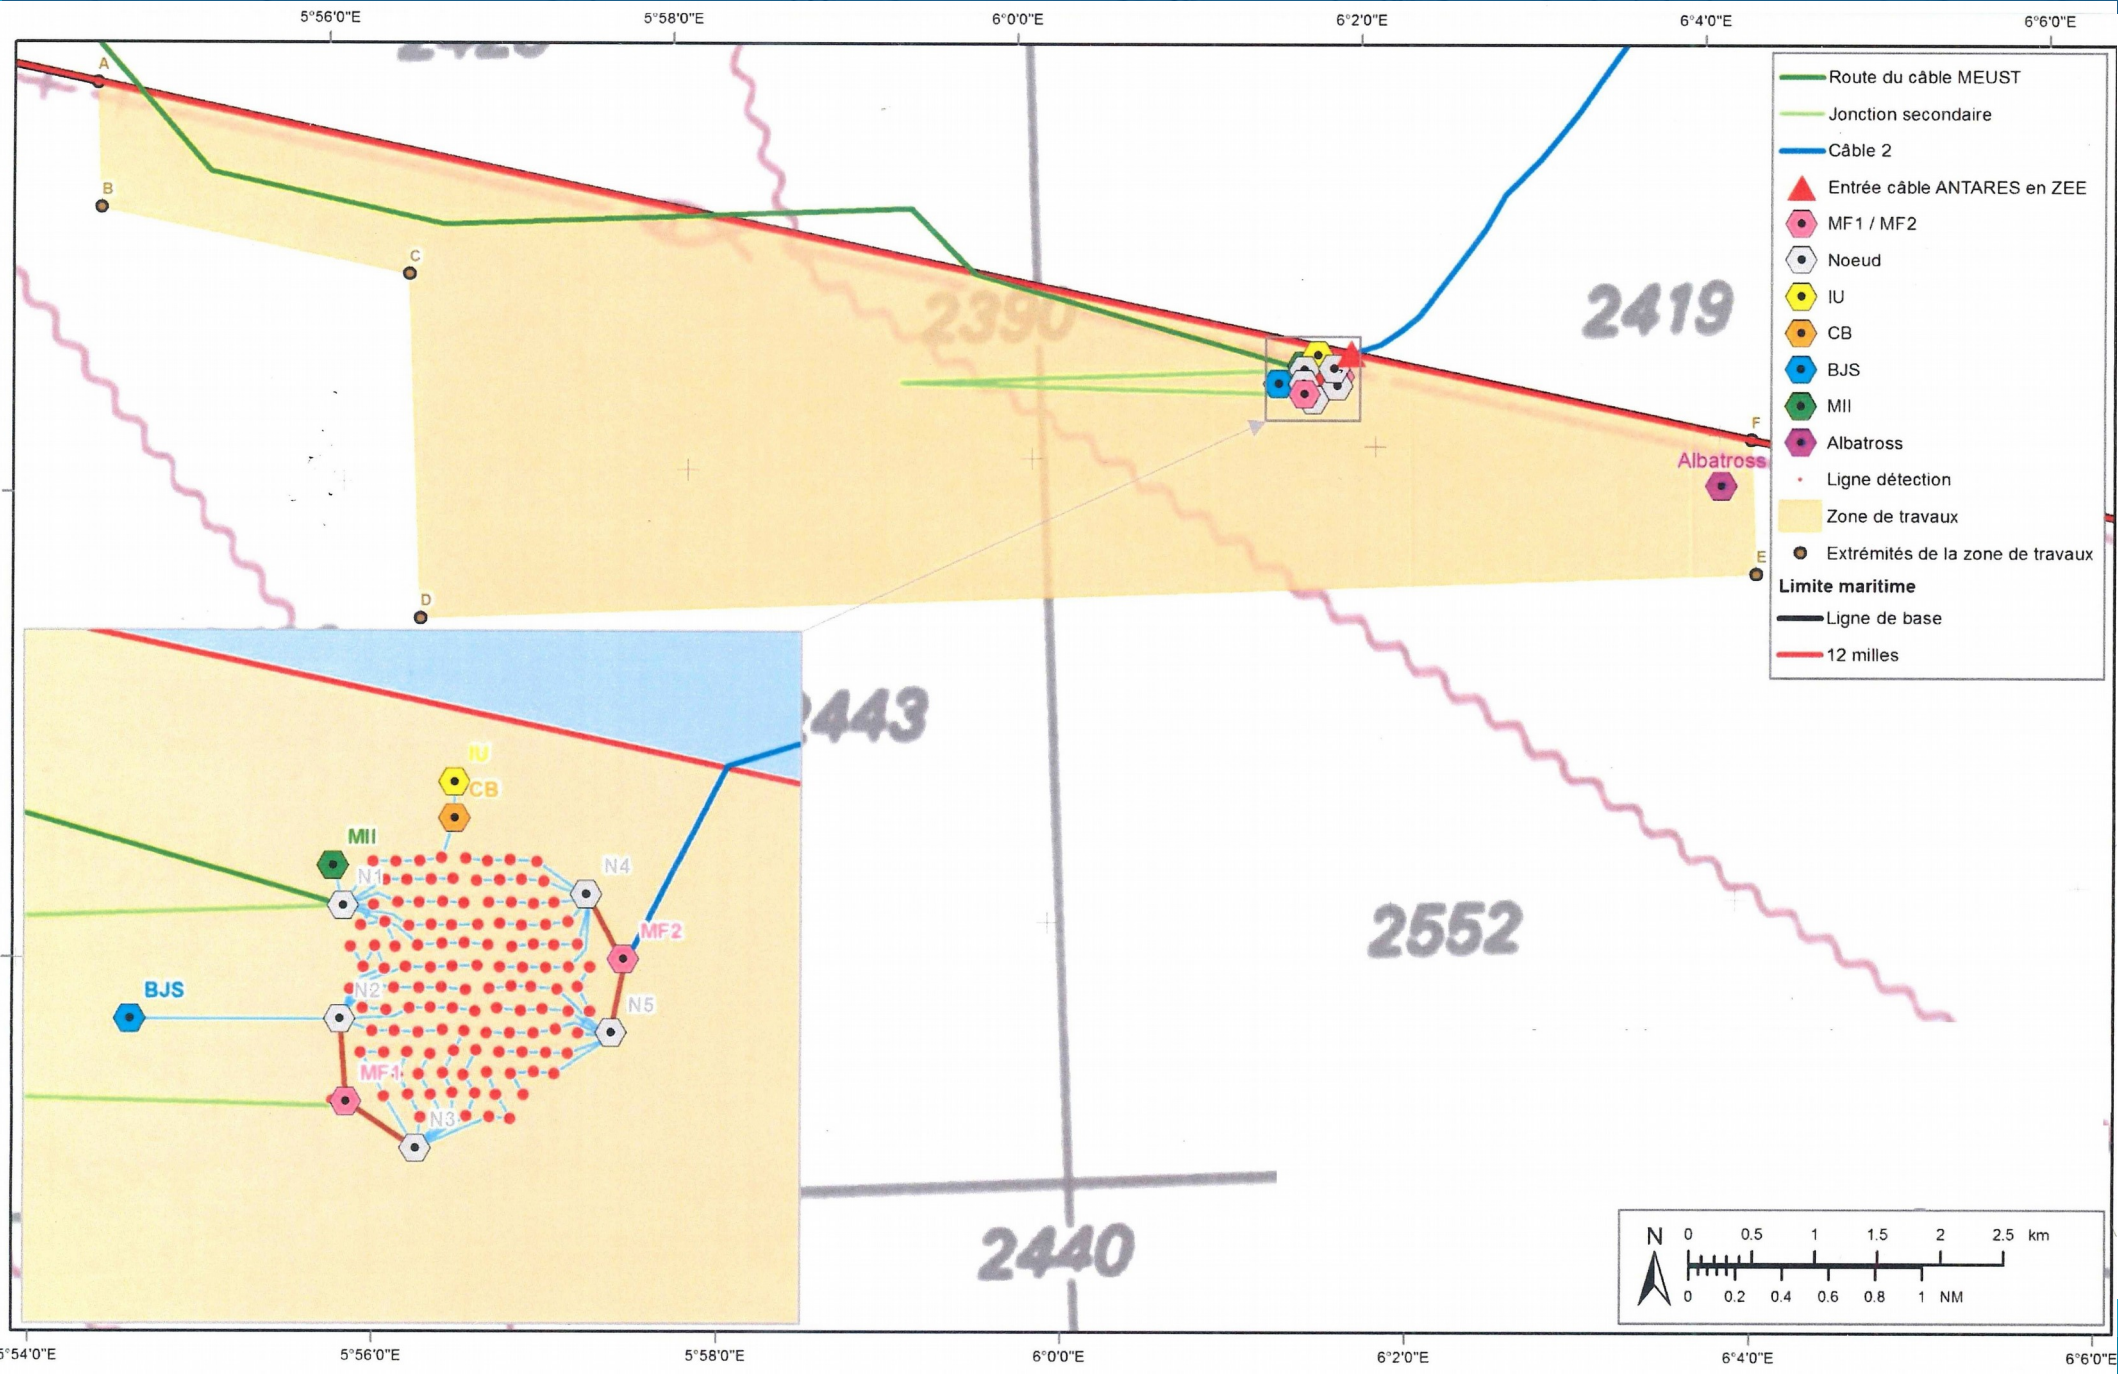 5°56'0"E
5°58'0"E
6°0'0"E
6°2'0"E
6°4'0"E
6°6'0"E
A
B
C
D
E
F
2390
2419
Albatross
Route du câble MEUST
Jonction secondaire
Câble 2
Entrée câble ANTARES en ZEE
MF1 / MF2
Noeud
IU
CB
BJS
MII
Albatross
Ligne détection
Zone de travaux
Extrémités de la zone de travaux
Limite maritime
Ligne de base
12 milles
2443
2552
2440
IU
CB
MII
N1
N4
MF2
N2
BJS
N5
MF1
N3
N
0 0.5 1 1.5 2 2.5 km
0 0.2 0.4 0.6 0.8 1 NM
5°54'0"E
5°56'0"E
5°58'0"E
6°0'0"E
6°2'0"E
6°4'0"E
6°6'0"E